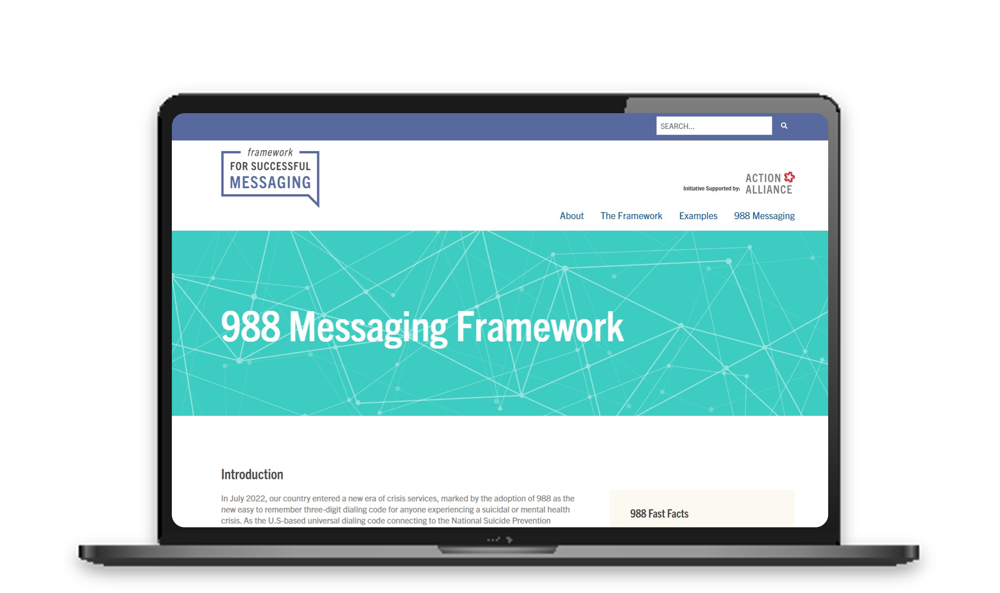 SEARCH...
framework
FOR SUCCESSFUL
MESSAGING
ACTION
Initiative Supported by: ALLIANCE
About The Framework Examples 988 Messaging
988 Messaging Framework
Introduction
In July 2022, our country entered a new era of crisis services, marked by the adoption of 988 as the
new easy to remember three-digit dialing code for anyone experiencing a suicidal or mental health
crisis. As the U.S-based universal dialing code connecting to the National Suicide Prevention
988 Fast Facts